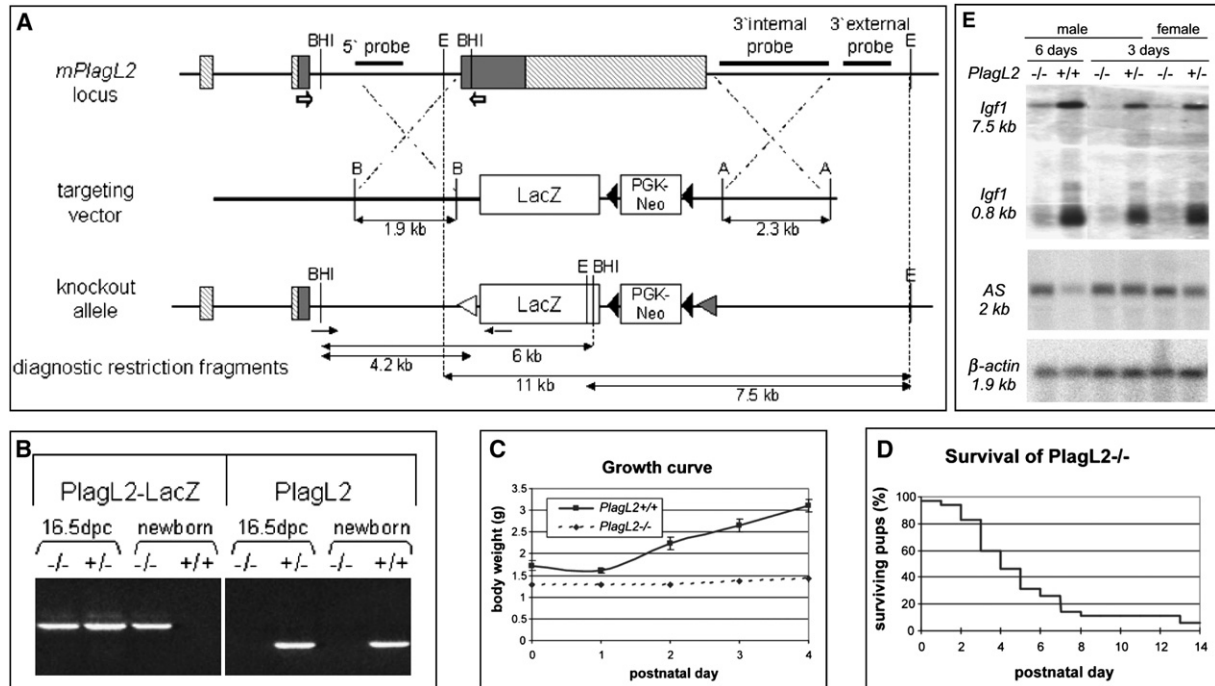 A
BHI 5` probe E BHI 3`internal probe 3`external probe E
mPlagL2 locus
B B A A
targeting vector
LacZ PGK-Neo
1.9 kb 2.3 kb
BHI E BHI E
knockout allele
LacZ PGK-Neo
6 kb
4.2 kb
diagnostic restriction fragments
11 kb
7.5 kb
E
male female
6 days 3 days
PlagL2 -/- +/+ -/- +/- -/- +/-
Igf1
7.5 kb
Igf1
0.8 kb
AS
2 kb
β-actin
1.9 kb
B
PlagL2-LacZ PlagL2
16.5dpc newborn 16.5dpc newborn
-/- +/- -/- +/+ -/- +/- -/- +/+
C
Growth curve
body weight (g)
3.5
3
2.5
2
1.5
1
0.5
0
PlagL2+/+
PlagL2-/-
0 1 2 3 4
postnatal day
D
Survival of PlagL2-/-
surviving pups (%)
100
80
60
40
20
0 2 4 6 8 10 12 14
postnatal day